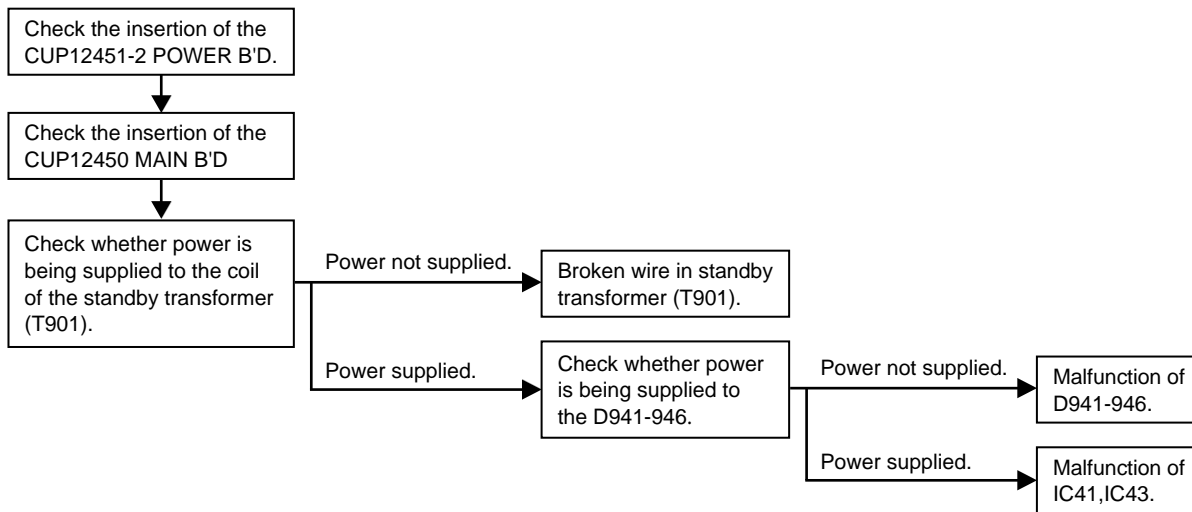 Check the insertion of the
CUP12451-2 POWER B'D.
Check the insertion of the
CUP12450 MAIN B'D
Check whether power is
being supplied to the coil
of the standby transformer
(T901).
Power not supplied.
Broken wire in standby
transformer (T901).
Power supplied.
Check whether power
is being supplied to
the D941-946.
Power not supplied.
Malfunction of
D941-946.
Power supplied.
Malfunction of
IC41,IC43.